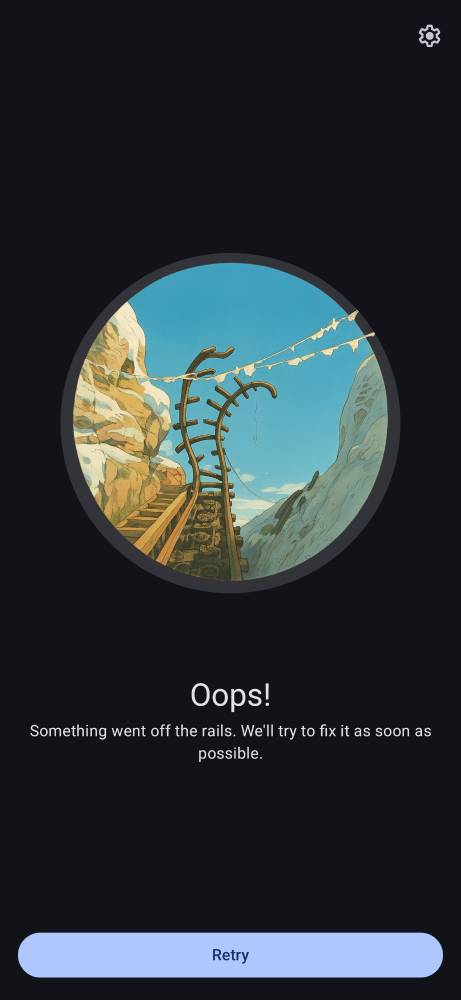 Oops!
Something went off the rails. We'll try to fix it as soon as
possible.
Retry